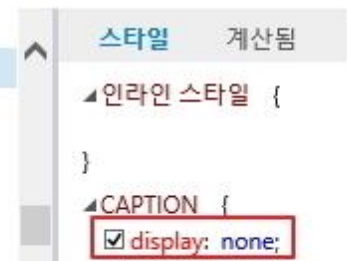 스타일 계산됨
인라인 스타일 {
}
CAPTION {
display: none;